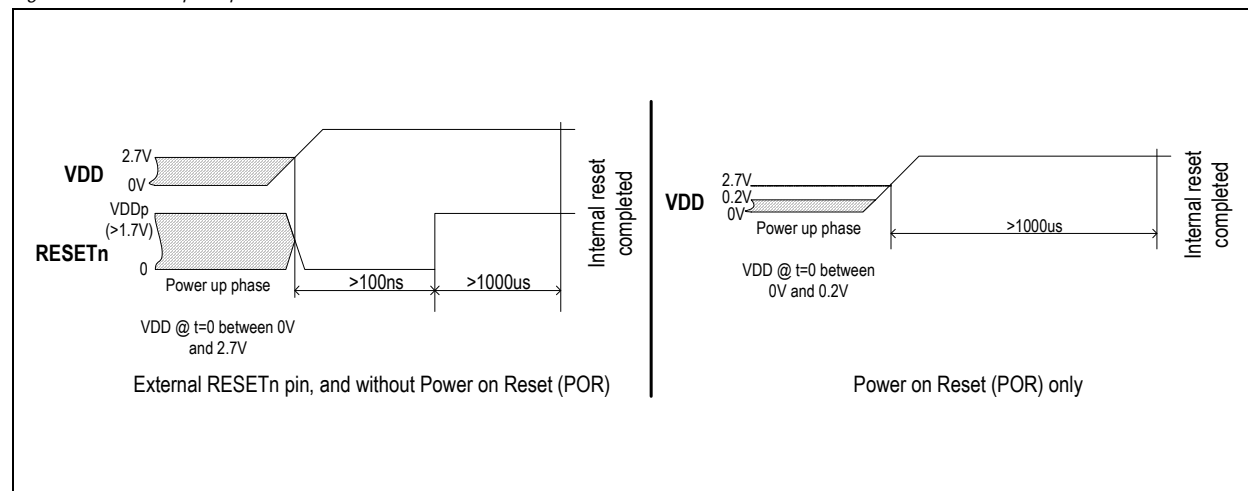 2.7V
VDD
0V
VDDp
(>1.7V)
RESETn
0
Power up phase
>100ns
>1000us
VDD @ t=0 between 0V
and 2.7V
Internal reset
completed
External RESETn pin, and without Power on Reset (POR)
2.7V
0.2V
VDD
0V
Power up phase
>1000us
VDD @ t=0 between
0V and 0.2V
Internal reset
completed
Power on Reset (POR) only